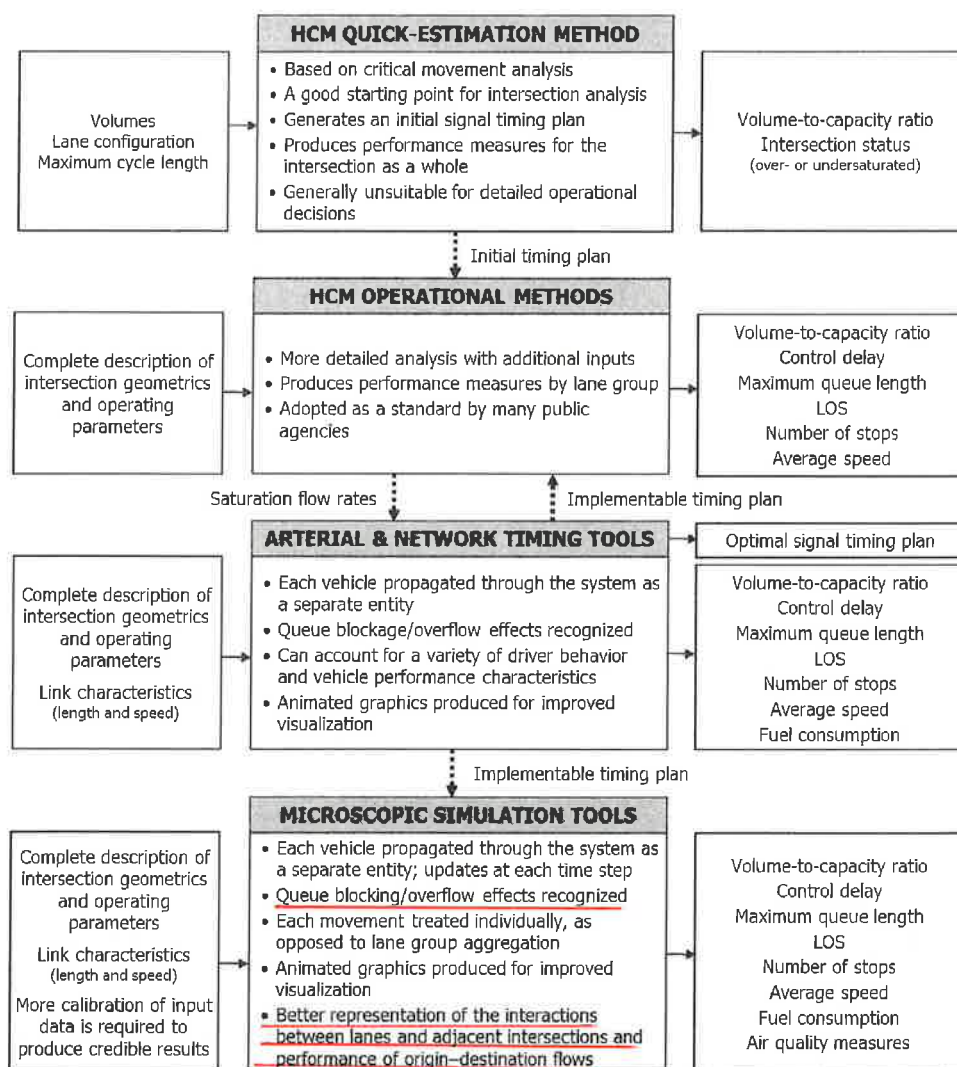 HCM QUICK-ESTIMATION METHOD
Volumes
Lane configuration
Maximum cycle length
• Based on critical movement analysis
• A good starting point for intersection analysis
• Generates an initial signal timing plan
• Produces performance measures for the
intersection as a whole
• Generally unsuitable for detailed operational
decisions
Volume-to-capacity ratio
Intersection status
(over- or undersaturated)
Initial timing plan
HCM OPERATIONAL METHODS
Complete description of
intersection geometrics
and operating
parameters
• More detailed analysis with additional inputs
• Produces performance measures by lane group
• Adopted as a standard by many public
agencies
Volume-to-capacity ratio
Control delay
Maximum queue length
LOS
Number of stops
Average speed
Saturation flow rates
Implementable timing plan
ARTERIAL & NETWORK TIMING TOOLS
Optimal signal timing plan
Complete description of
intersection geometrics
and operating
parameters
Link characteristics
(length and speed)
• Each vehicle propagated through the system as
a separate entity
• Queue blockage/overflow effects recognized
• Can account for a variety of driver behavior
and vehicle performance characteristics
• Animated graphics produced for improved
visualization
Volume-to-capacity ratio
Control delay
Maximum queue length
LOS
Number of stops
Average speed
Fuel consumption
Implementable timing plan
MICROSCOPIC SIMULATION TOOLS
Complete description of
intersection geometrics
and operating
parameters
Link characteristics
(length and speed)
More calibration of input
data is required to
produce credible results
• Each vehicle propagated through the system as
a separate entity; updates at each time step
• Queue blocking/overflow effects recognized
• Each movement treated individually, as
opposed to lane group aggregation
• Animated graphics produced for improved
visualization
• Better representation of the interactions
between lanes and adjacent intersections and
performance of origin–destination flows
Volume-to-capacity ratio
Control delay
Maximum queue length
LOS
Number of stops
Average speed
Fuel consumption
Air quality measures